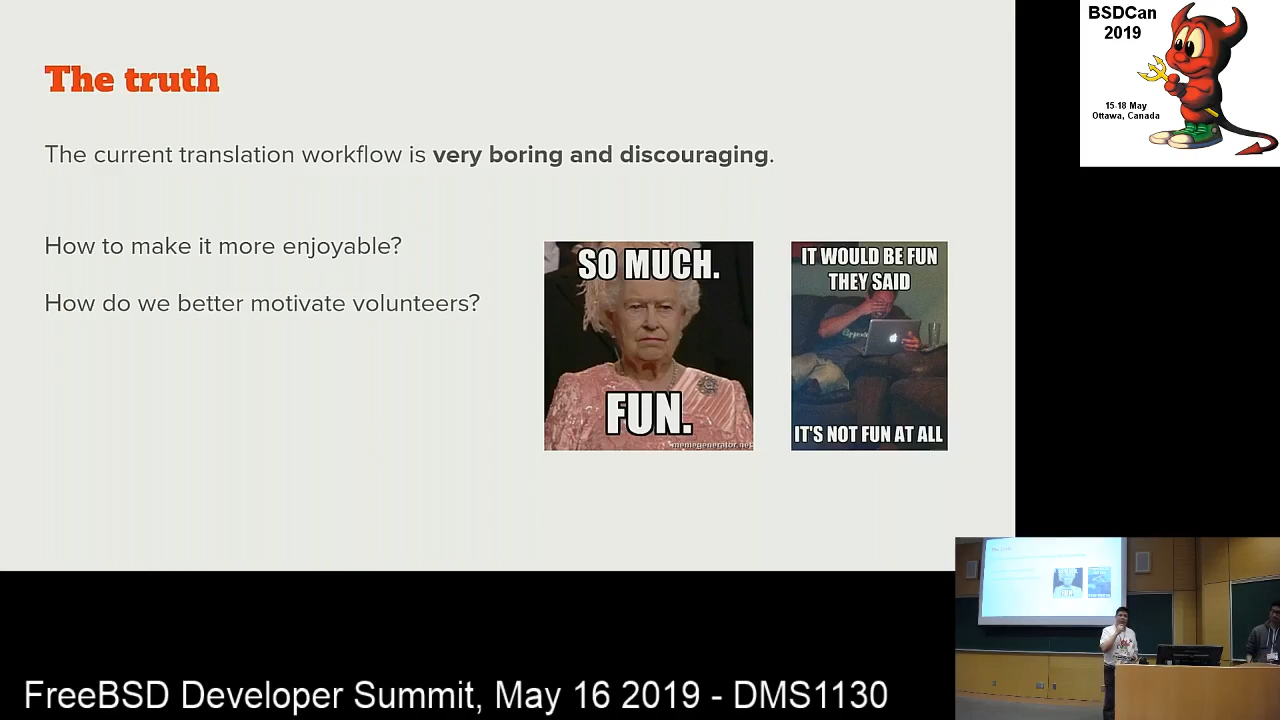 The truth
The current translation workflow is very boring and discouraging.
How to make it more enjoyable?
How do we better motivate volunteers?
SO MUCH.
FUN.
memegenerator.net
IT WOULD BE FUN
THEY SAID
IT'S NOT FUN AT ALL
BSDCan
2019
15-18 May
Ottawa, Canada
FreeBSD Developer Summit, May 16 2019 - DMS1130